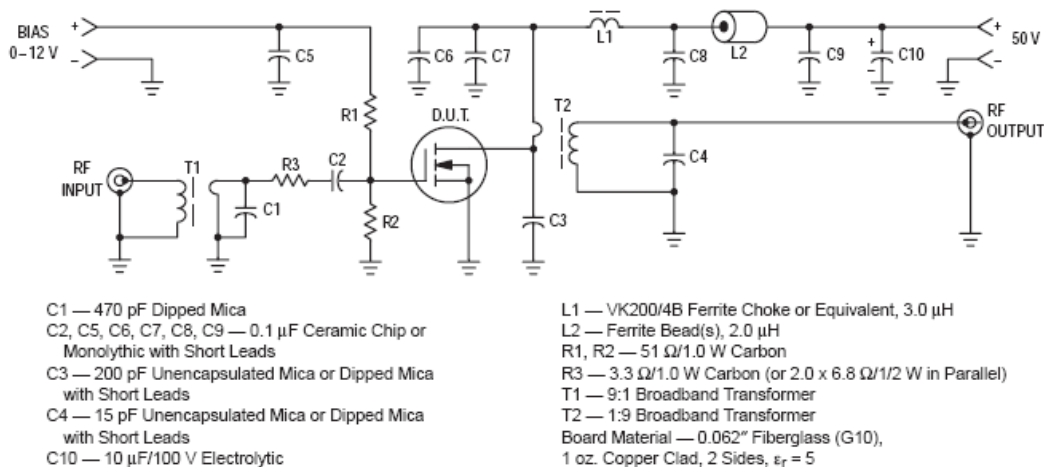 BIAS
0–12 V
+
–
C5
C6
C7
L1
C8
L2
C9
+
–
C10
+
–
50 V
R1
D.U.T.
T2
RF
OUTPUT
C4
RF
INPUT
T1
C1
R3
C2
R2
C3
C1 — 470 pF Dipped Mica
C2, C5, C6, C7, C8, C9 — 0.1 μF Ceramic Chip or
Monolythic with Short Leads
C3 — 200 pF Unencapsulated Mica or Dipped Mica
with Short Leads
C4 — 15 pF Unencapsulated Mica or Dipped Mica
with Short Leads
C10 — 10 μF/100 V Electrolytic
L1 — VK200/4B Ferrite Choke or Equivalent, 3.0 μH
L2 — Ferrite Bead(s), 2.0 μH
R1, R2 — 51 Ω/1.0 W Carbon
R3 — 3.3 Ω/1.0 W Carbon (or 2.0 x 6.8 Ω/1/2 W in Parallel)
T1 — 9:1 Broadband Transformer
T2 — 1:9 Broadband Transformer
Board Material — 0.062″ Fiberglass (G10),
1 oz. Copper Clad, 2 Sides, εr = 5